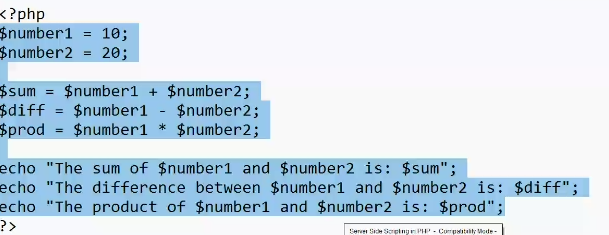 <?php
$number1 = 10;
$number2 = 20;
$sum = $number1 + $number2;
$diff = $number1 - $number2;
$prod = $number1 * $number2;
echo "The sum of $number1 and $number2 is: $sum";
echo "The difference between $number1 and $number2 is: $diff";
echo "The product of $number1 and $number2 is: $prod";
?>
Server Side Scripting in PHP - Compatibility Mode -